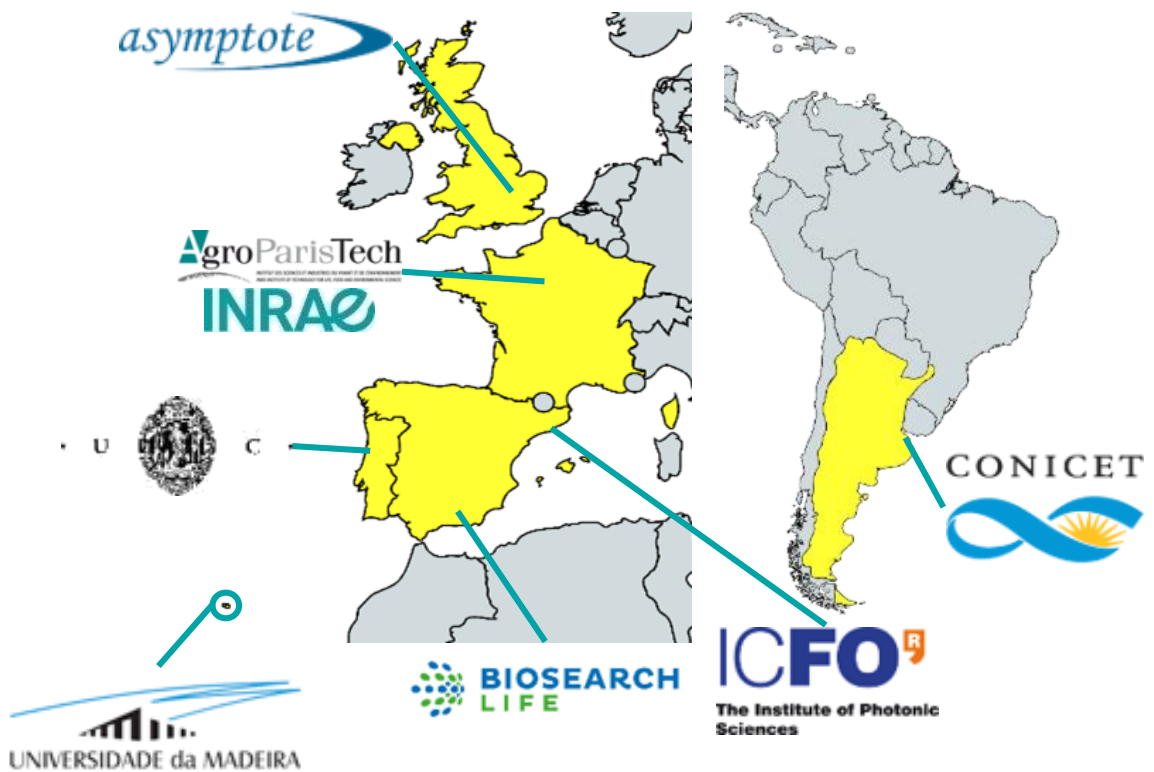 asymptote
AgroParisTech
INRAE
U C
CONICET
BIOSEARCH
LIFE
ICFO R
The Institute of Photonic
Sciences
UNIVERSIDADE da MADEIRA